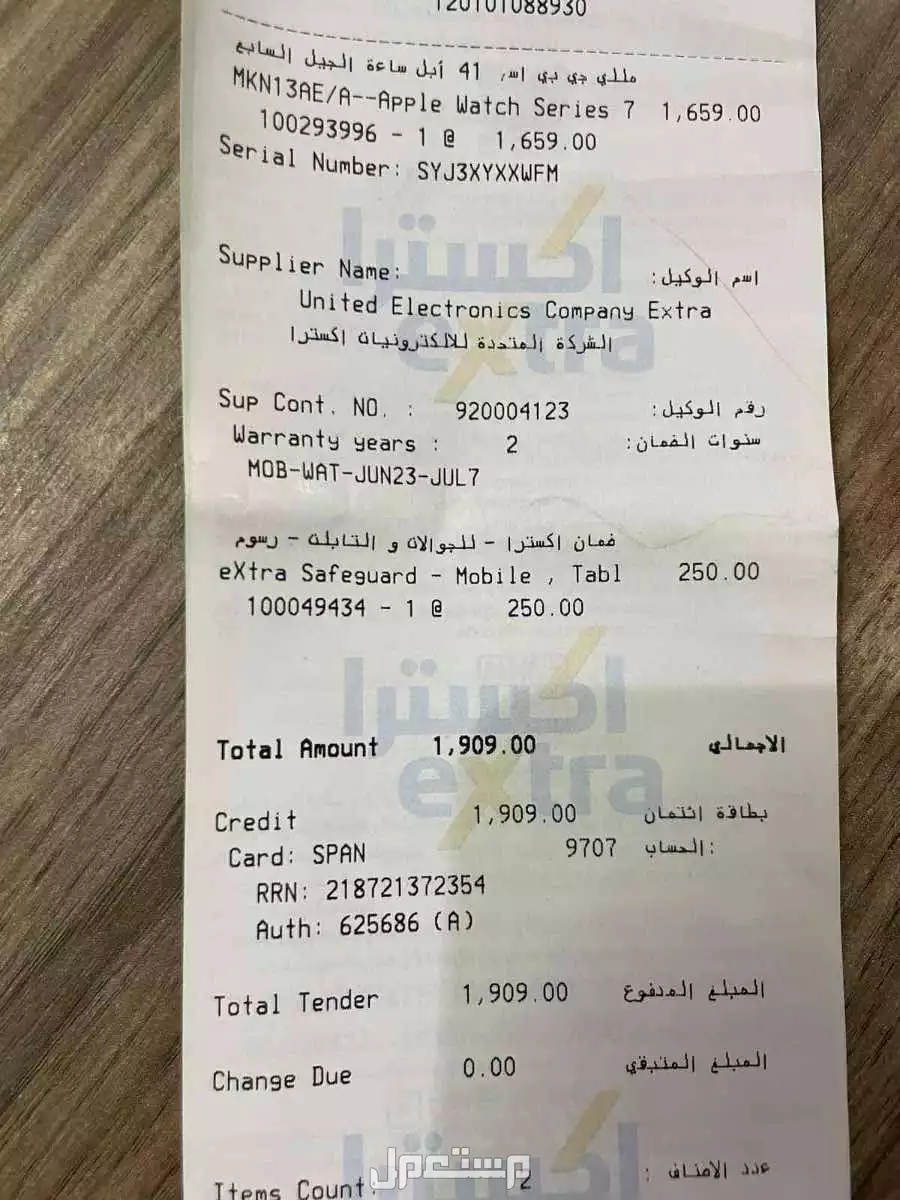 120101088930
مللي جي بي اس, 41 أبل ساعة الجيل السابع
MKN13AE/A--Apple Watch Series 7 1,659.00
100293996 - 1 @ 1,659.00
Serial Number: SYJ3XYXXWFM
اكسترا
extra
Supplier Name: اسم الوكيل:
United Electronics Company Extra
الشركة المتحدة للالكترونيات اكسترا
Sup Cont. NO. : 920004123 رقم الوكيل:
Warranty years : 2 سنوات الضمان:
MOB-WAT-JUN23-JUL7
ضمان اكسترا - للجوالات و التابلت - رسوم
eXtra Safeguard - Mobile , Tabl 250.00
100049434 - 1 @ 250.00
اكسترا
extra
Total Amount 1,909.00 الاجمالي
Credit 1,909.00 بطاقة إئتمان
Card: SPAN 9707 الحساب:
RRN: 218721372354
Auth: 625686 (A)
Total Tender 1,909.00 المبلغ المدفوع
Change Due 0.00 المبلغ المتبقي
اكسترا
Items Count: 2 عدد الاصناف :
مستعمل